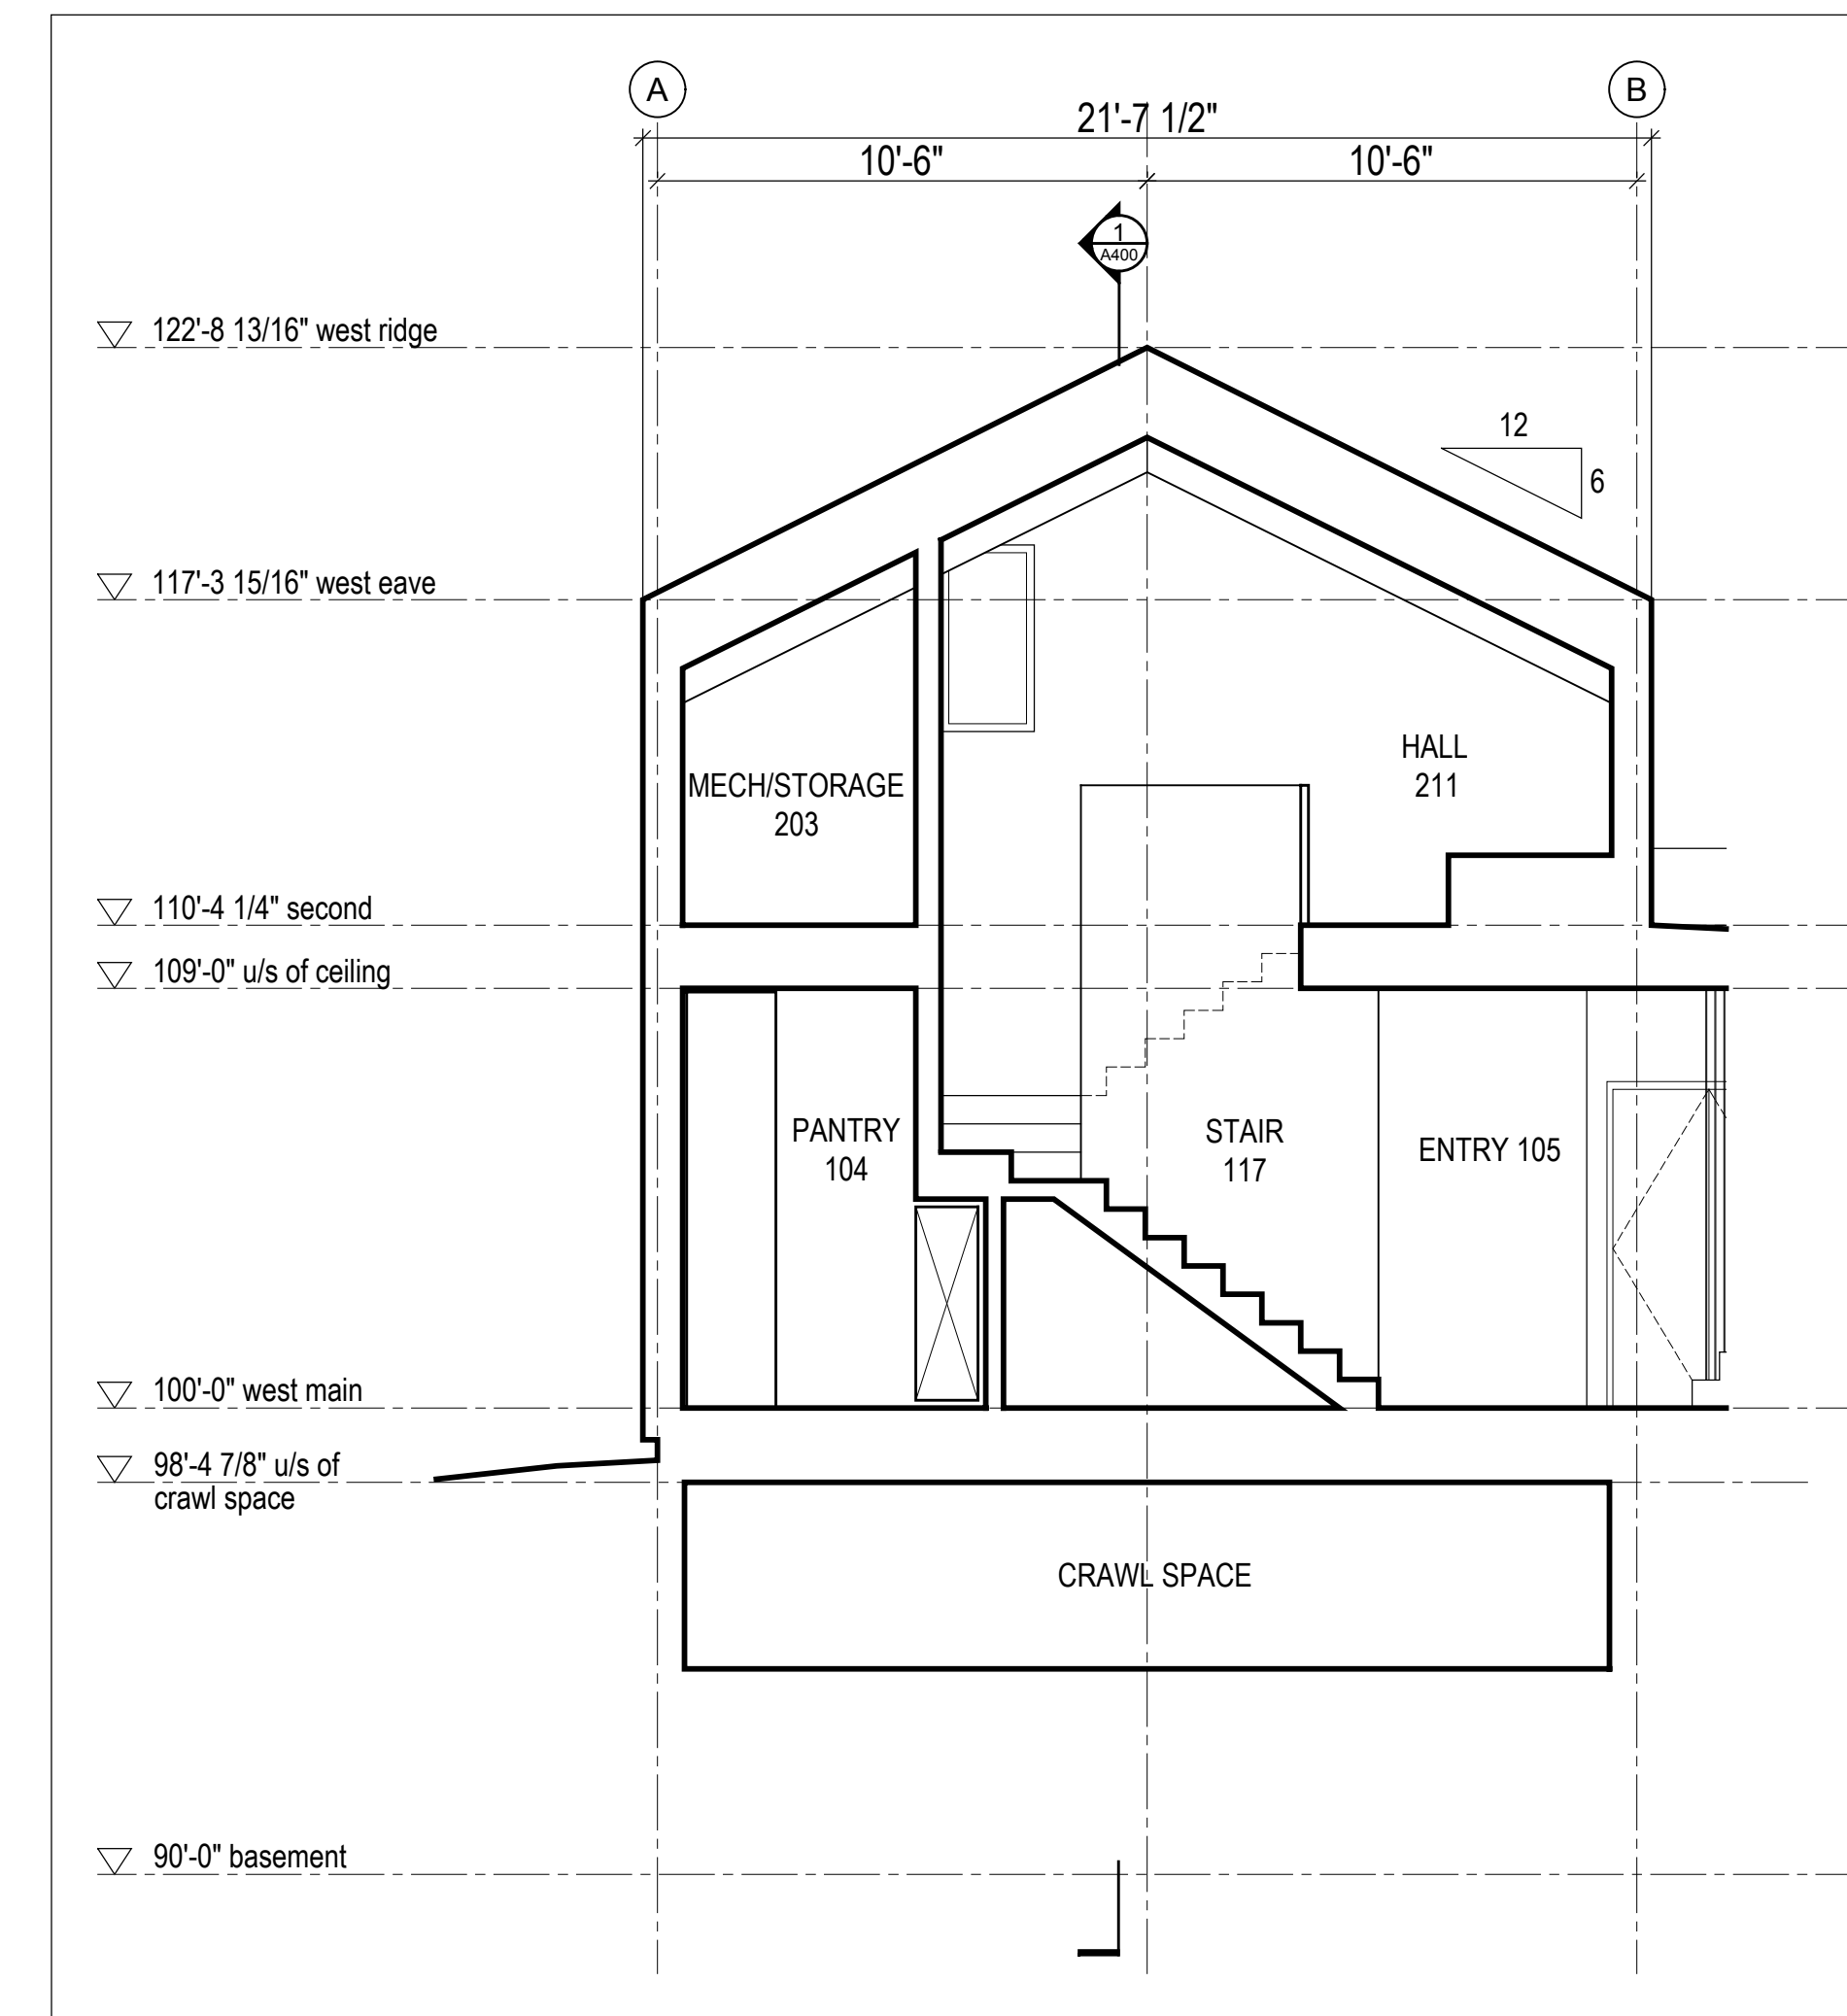 A
B
21'-7 1/2"
10'-6"
10'-6"
1
A400
122'-8 13/16" west ridge
12
6
117'-3 15/16" west eave
HALL
211
MECH/STORAGE
203
110'-4 1/4" second
109'-0" u/s of ceiling
PANTRY
104
STAIR
117
ENTRY 105
100'-0" west main
98'-4 7/8" u/s of
crawl space
CRAWL SPACE
90'-0" basement